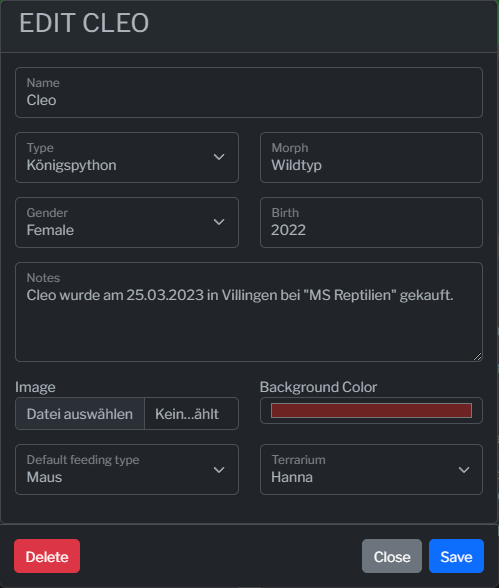 EDIT CLEO
Name
Cleo
Type
Königspython
Morph
Wildtyp
Gender
Female
Birth
2022
Notes
Cleo wurde am 25.03.2023 in Villingen bei "MS Reptilien" gekauft.
Image
Datei auswählen Kein...ählt
Background Color
Default feeding type
Maus
Terrarium
Hanna
Delete
Close
Save